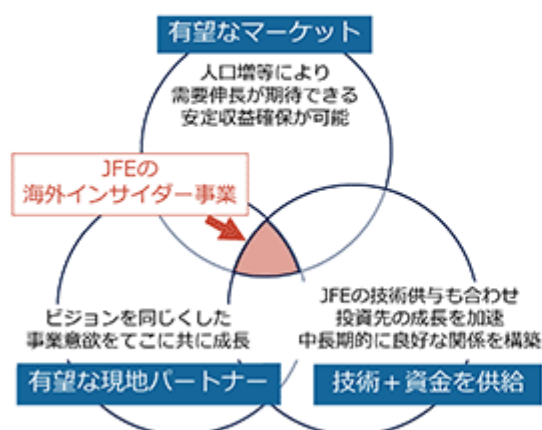 有望なマーケット
人口増等により
需要伸長が期待できる
安定収益確保が可能
JFEの
海外インサイダー事業
ビジョンを同じくした
事業意欲をてこに共に成長
有望な現地パートナー
JFEの技術供与も合わせ
投資先の成長を加速
中長期的に良好な関係を構築
技術＋資金を供給